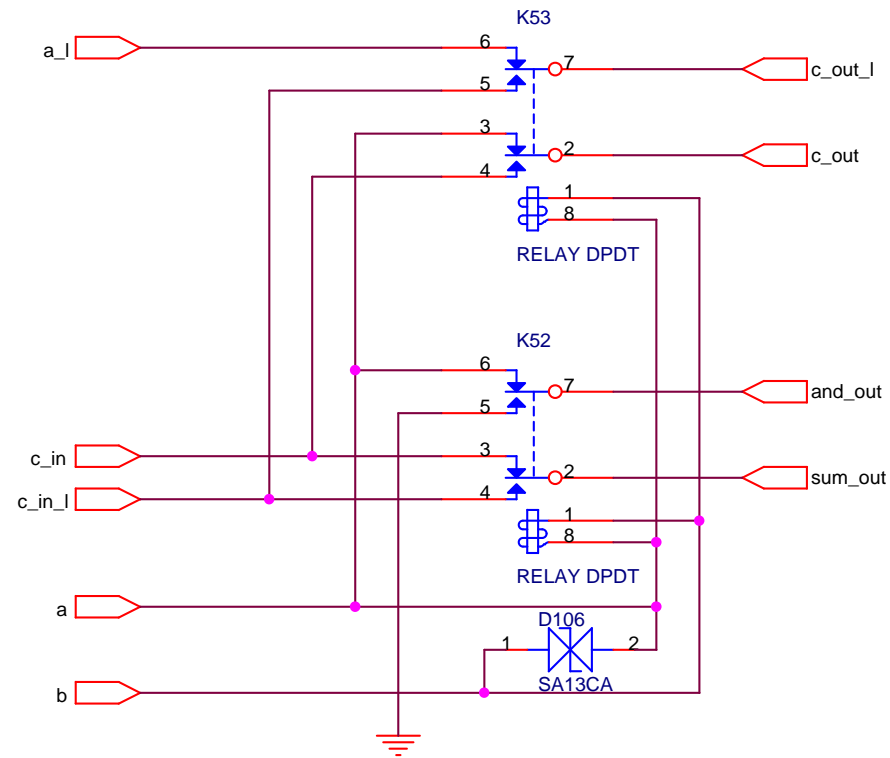 K53
a_l
6
7
c_out_l
5
3
2
c_out
4
1
8
RELAY DPDT
K52
6
7
and_out
5
c_in
3
2
sum_out
c_in_l
4
1
8
RELAY DPDT
a
D106
1
2
SA13CA
b